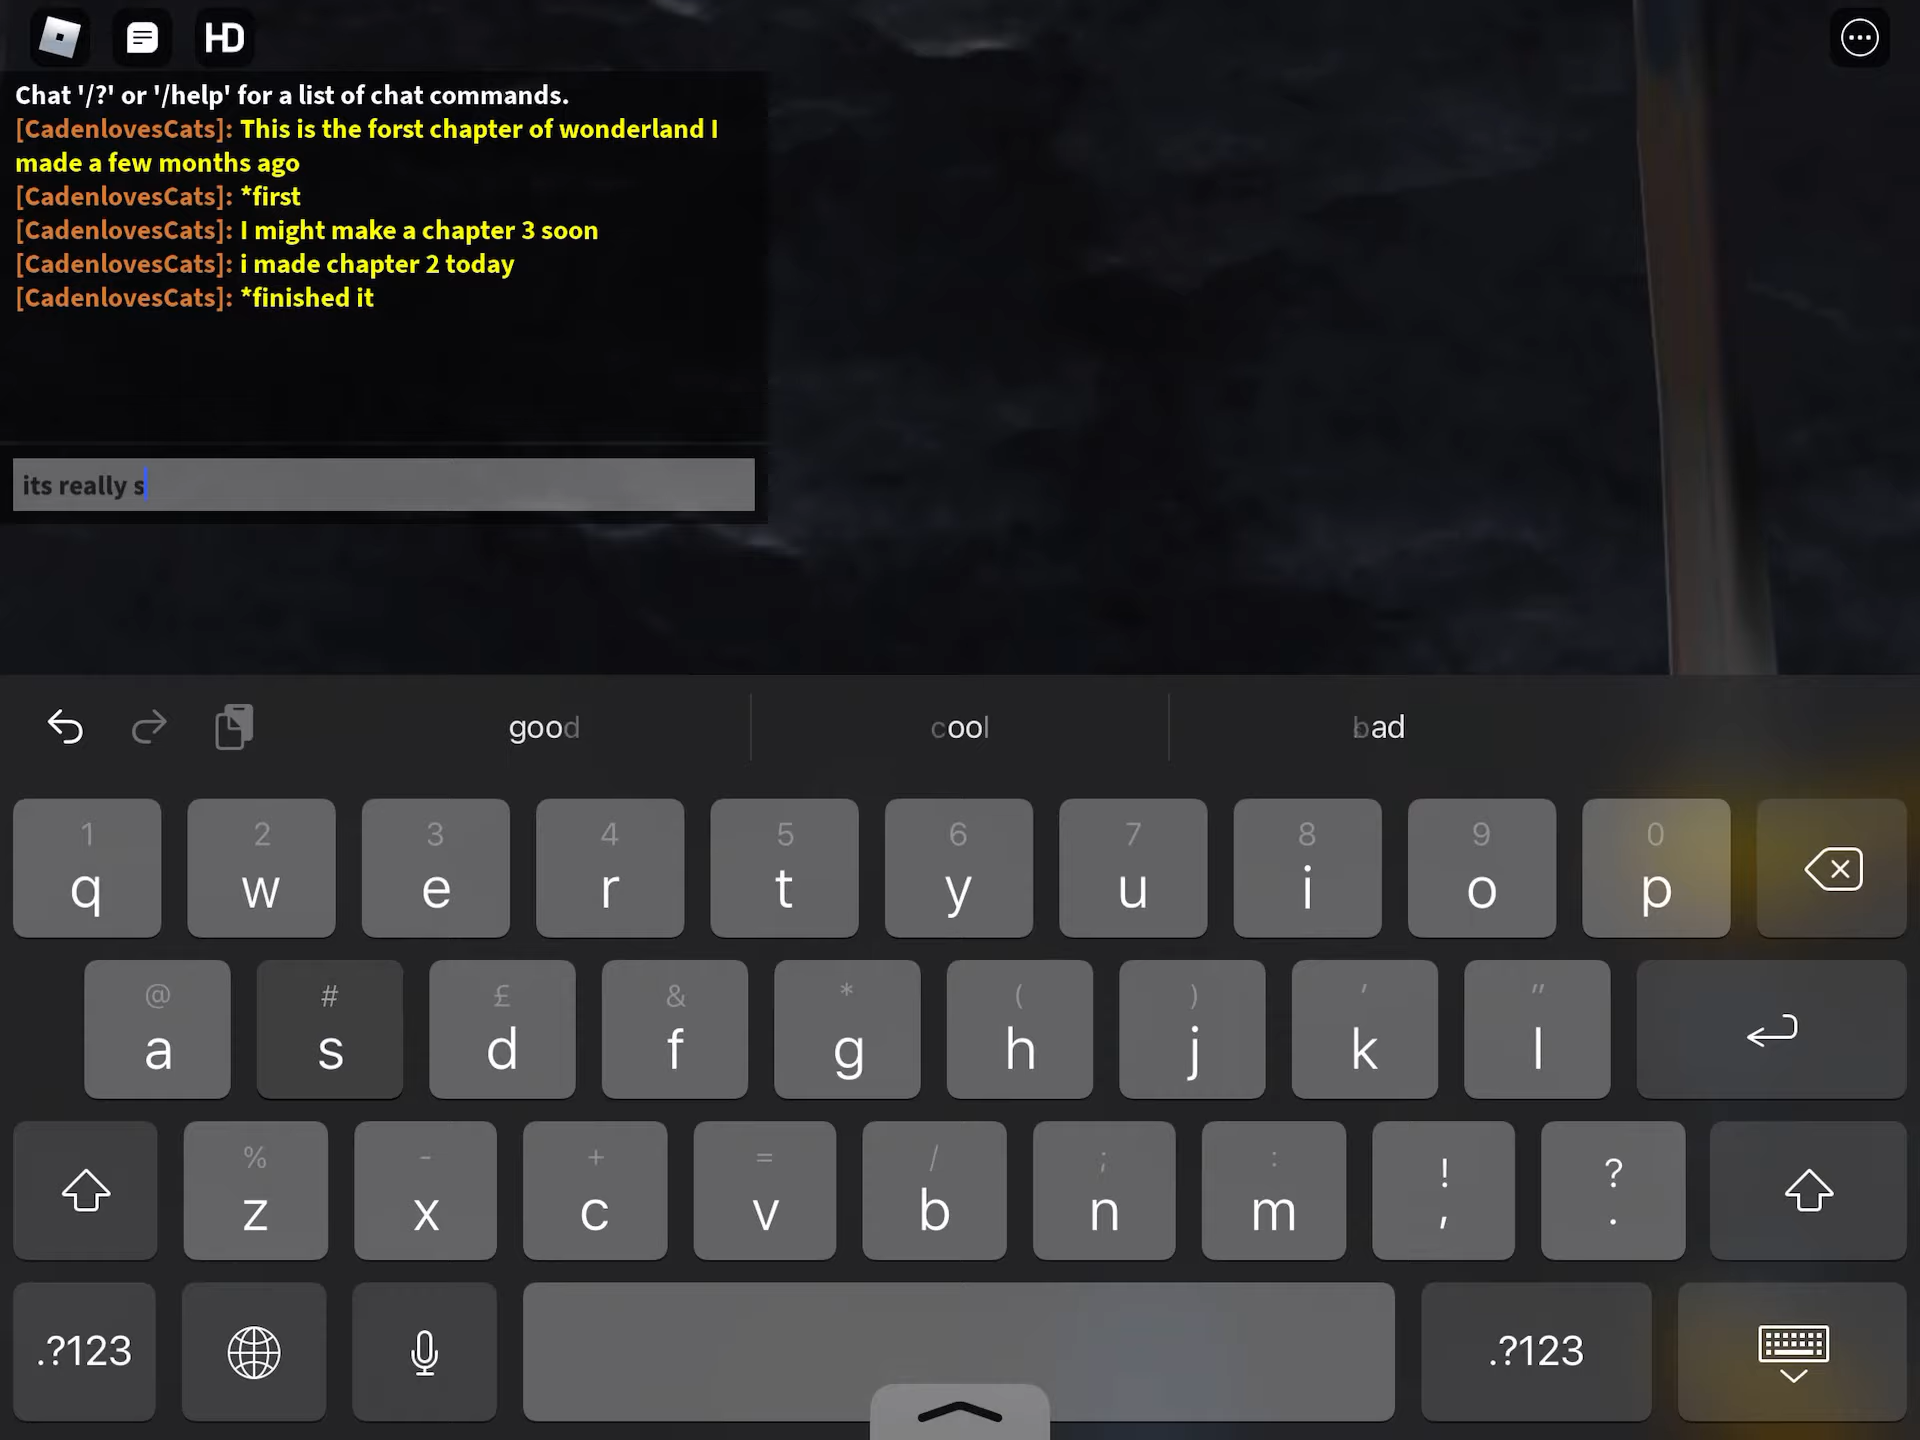 HD
Chat '/?' or '/help' for a list of chat commands.
[CadenlovesCats]: This is the forst chapter of wonderland I
made a few months ago
[CadenlovesCats]: *first
[CadenlovesCats]: I might make a chapter 3 soon
[CadenlovesCats]: i made chapter 2 today
[CadenlovesCats]: *finished it
its really s
good cool bad
1 2 3 4 5 6 7 8 9 0
q w e r t y u i o p
@ # £ & * ( ) ' "
a s d f g h j k l
% - + = / ; : ! ?
z x c v b n m , .
.?123 .?123